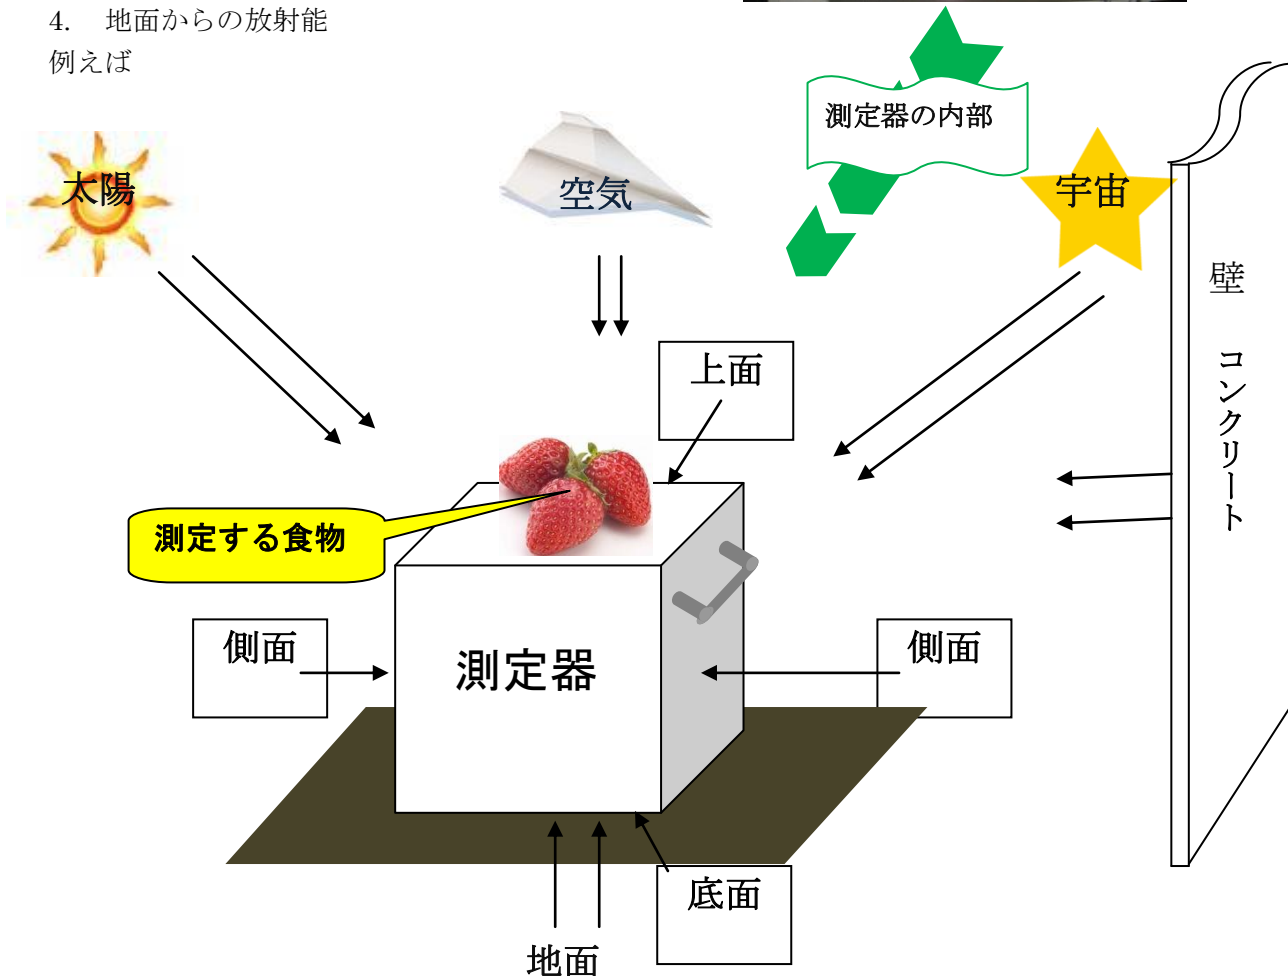 4. 地面からの放射能
例えば
測定器の内部
太陽
空気
宇宙
壁
コンクリート
上面
測定する食物
側面
測定器
側面
底面
地面